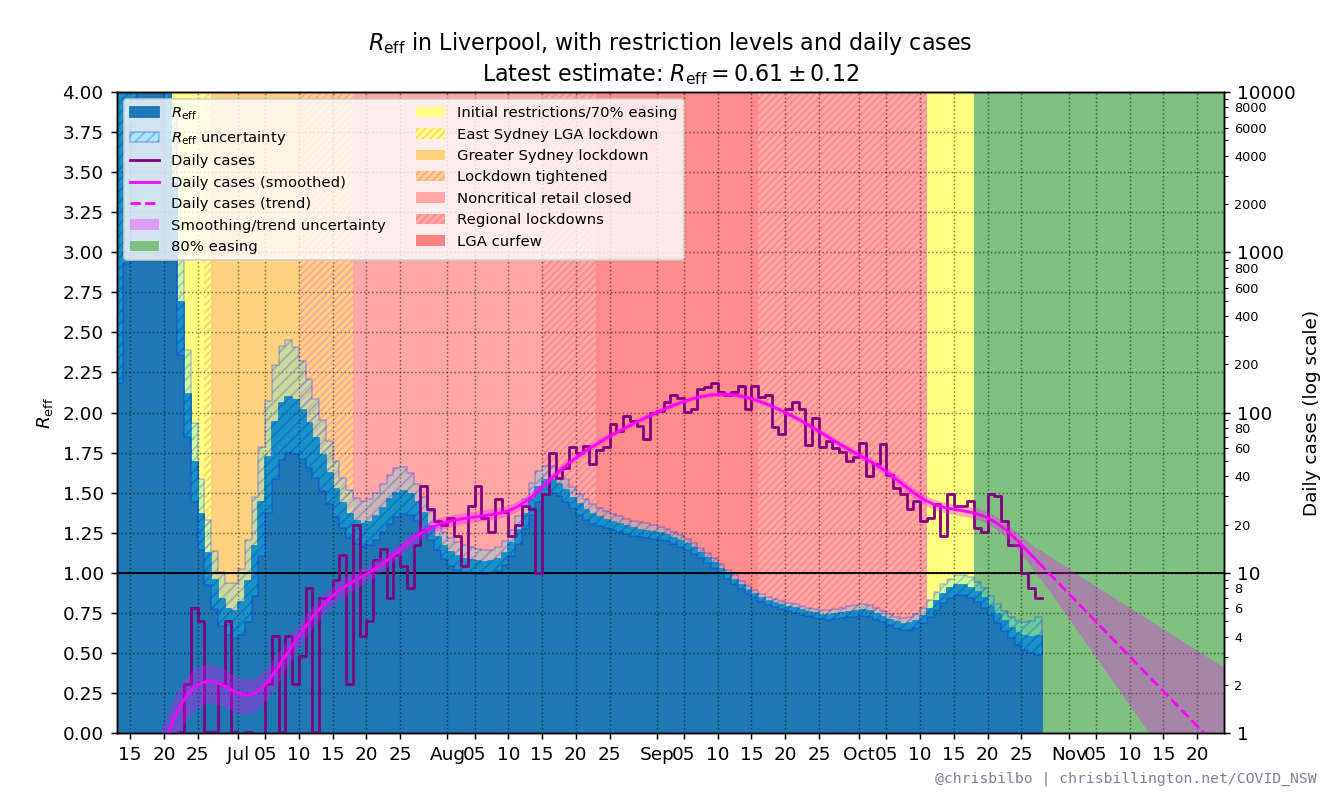 Reff in Liverpool, with restriction levels and daily cases
Latest estimate: Reff = 0.61 ± 0.12
Reff
Reff uncertainty
Daily cases
Daily cases (smoothed)
Daily cases (trend)
Smoothing/trend uncertainty
80% easing
Initial restrictions/70% easing
East Sydney LGA lockdown
Greater Sydney lockdown
Lockdown tightened
Noncritical retail closed
Regional lockdowns
LGA curfew
Reff
4.00
3.75
3.50
3.25
3.00
2.75
2.50
2.25
2.00
1.75
1.50
1.25
1.00
0.75
0.50
0.25
0.00
10000
8000
6000
4000
2000
1000
800
600
400
200
100
80
60
40
20
10
8
6
4
2
1
Daily cases (log scale)
15 20 25 Jul 05 10 15 20 25 Aug 05 10 15 20 25 Sep 05 10 15 20 25 Oct 05 10 15 20 25 Nov 05 10 15 20
@chrisbilbo | chrisbillington.net/COVID_NSW